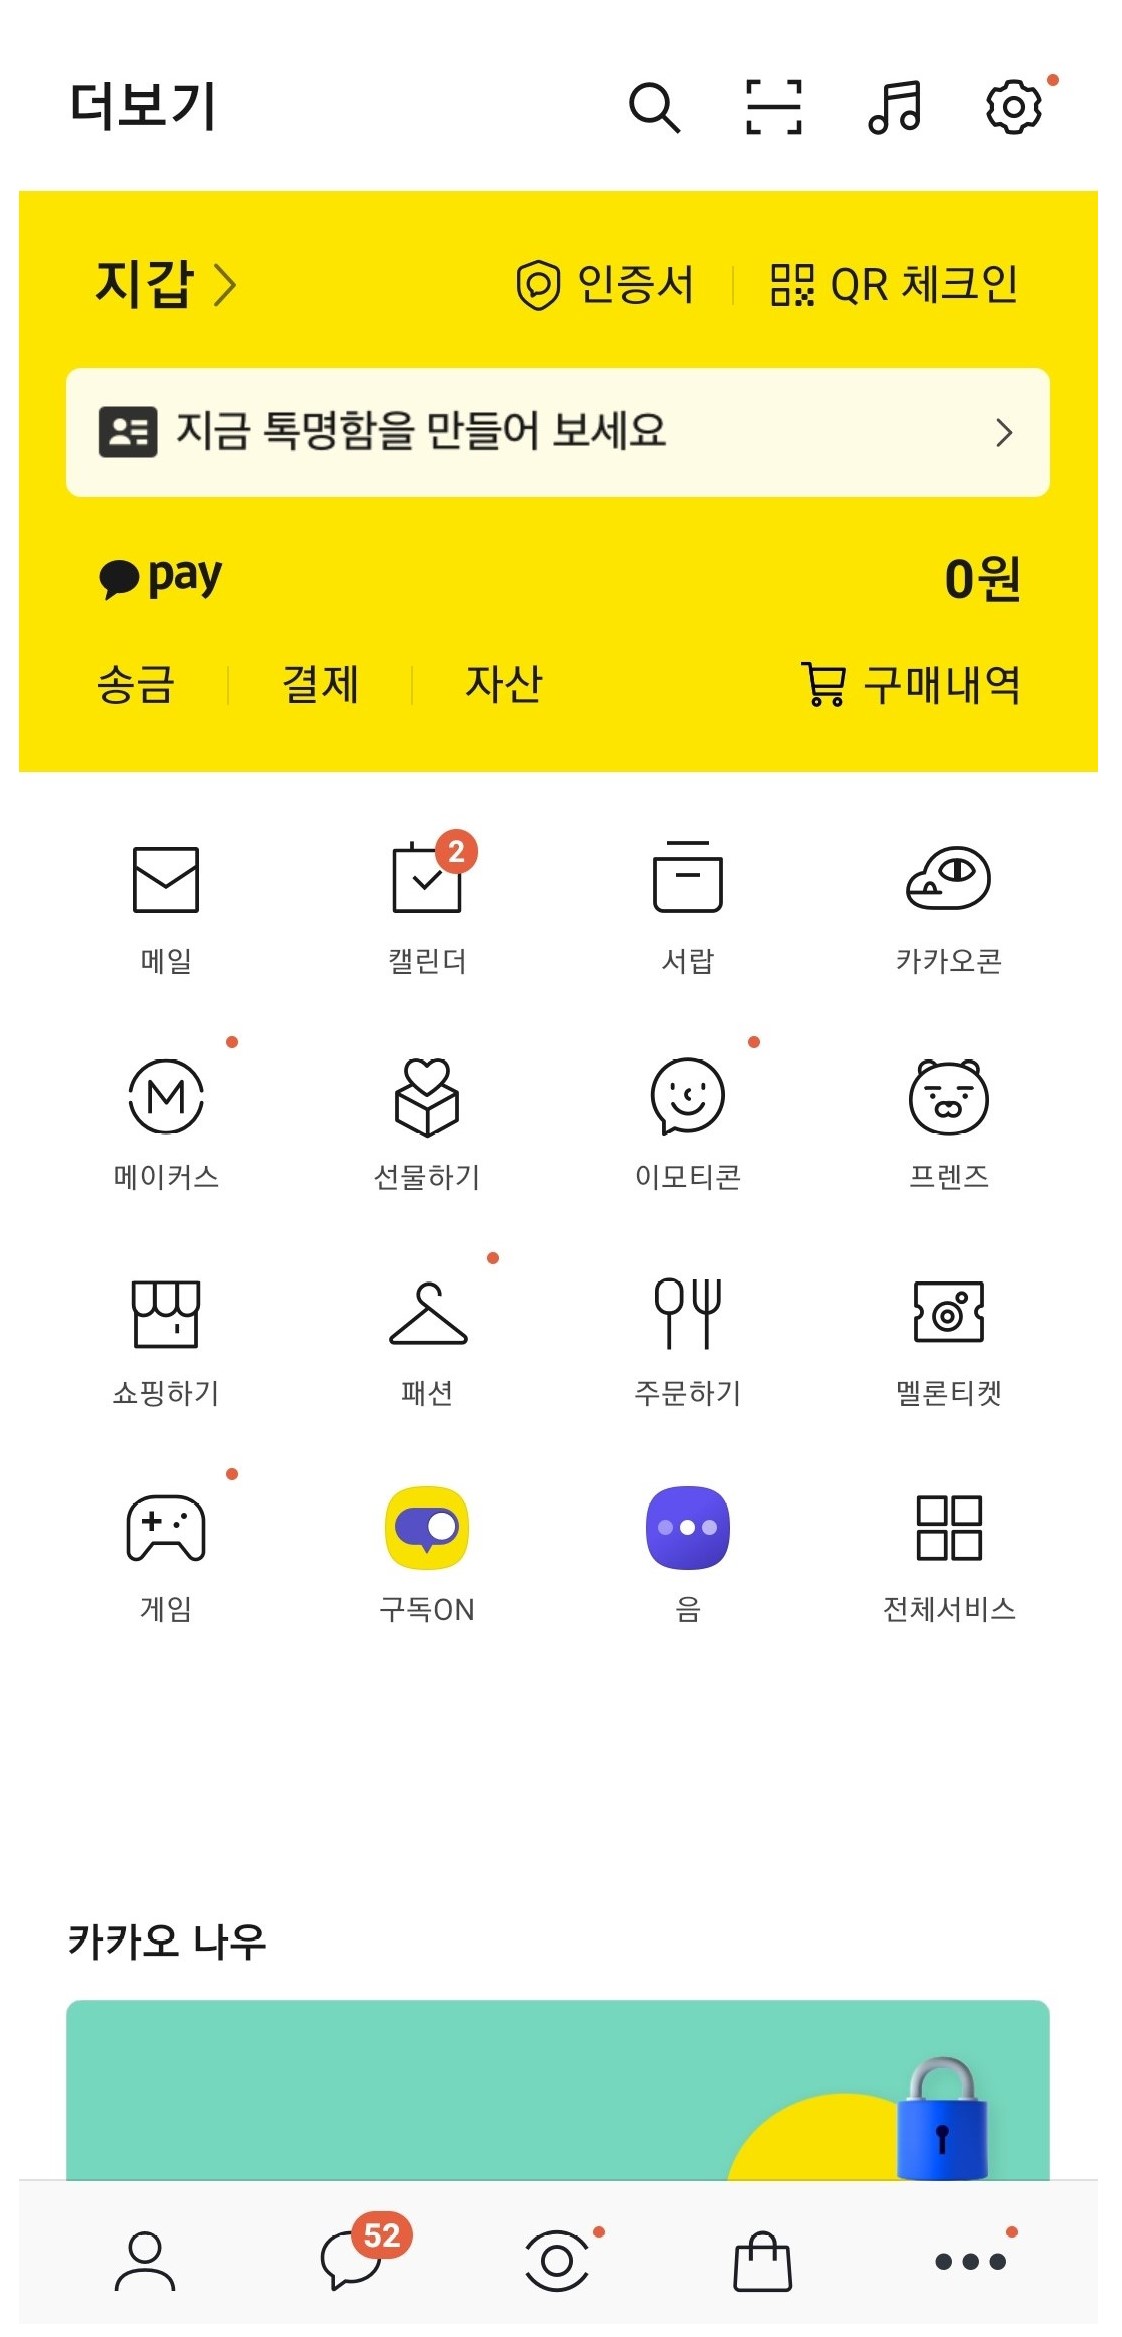 더보기
지갑
인증서
QR 체크인
지금 톡명함을 만들어 보세요
pay
0원
송금
결제
자산
구매내역
2
메일
캘린더
서랍
카카오콘
M
메이커스
선물하기
이모티콘
프렌즈
쇼핑하기
패션
주문하기
멜론티켓
게임
구독ON
음
전체서비스
카카오 나우
52